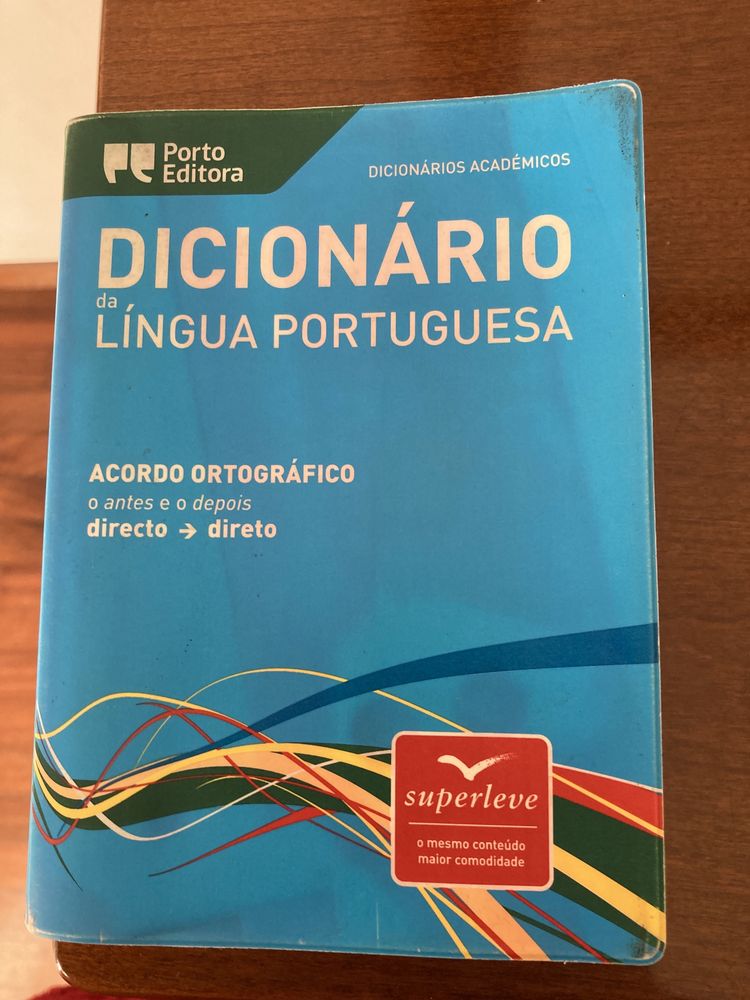 Porto
Editora
DICIONÁRIOS ACADÉMICOS
DICIONÁRIO
da
LÍNGUA PORTUGUESA
ACORDO ORTOGRÁFICO
o antes e o depois
directo → direto
superleve
o mesmo conteúdo
maior comodidade